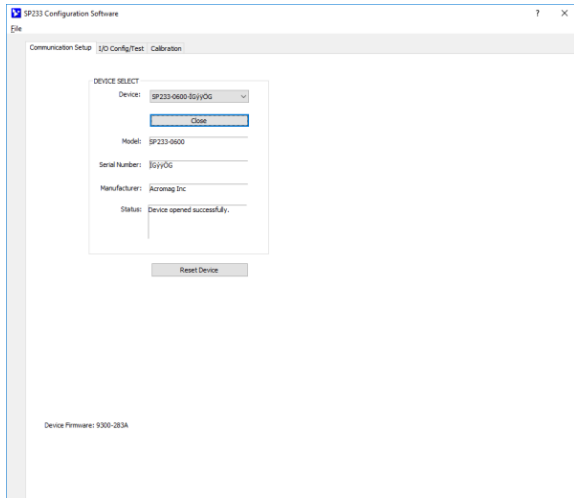 SP233 Configuration Software
?
File
Communication Setup I/O Config/Test Calibration
DEVICE SELECT
Device: SP233-0600-ÏGÿÿÖG
Close
Model: SP233-0600
Serial Number: ÏGÿÿÖG
Manufacturer: Acromag Inc
Status: Device opened successfully.
Reset Device
Device Firmware: 9300-283A